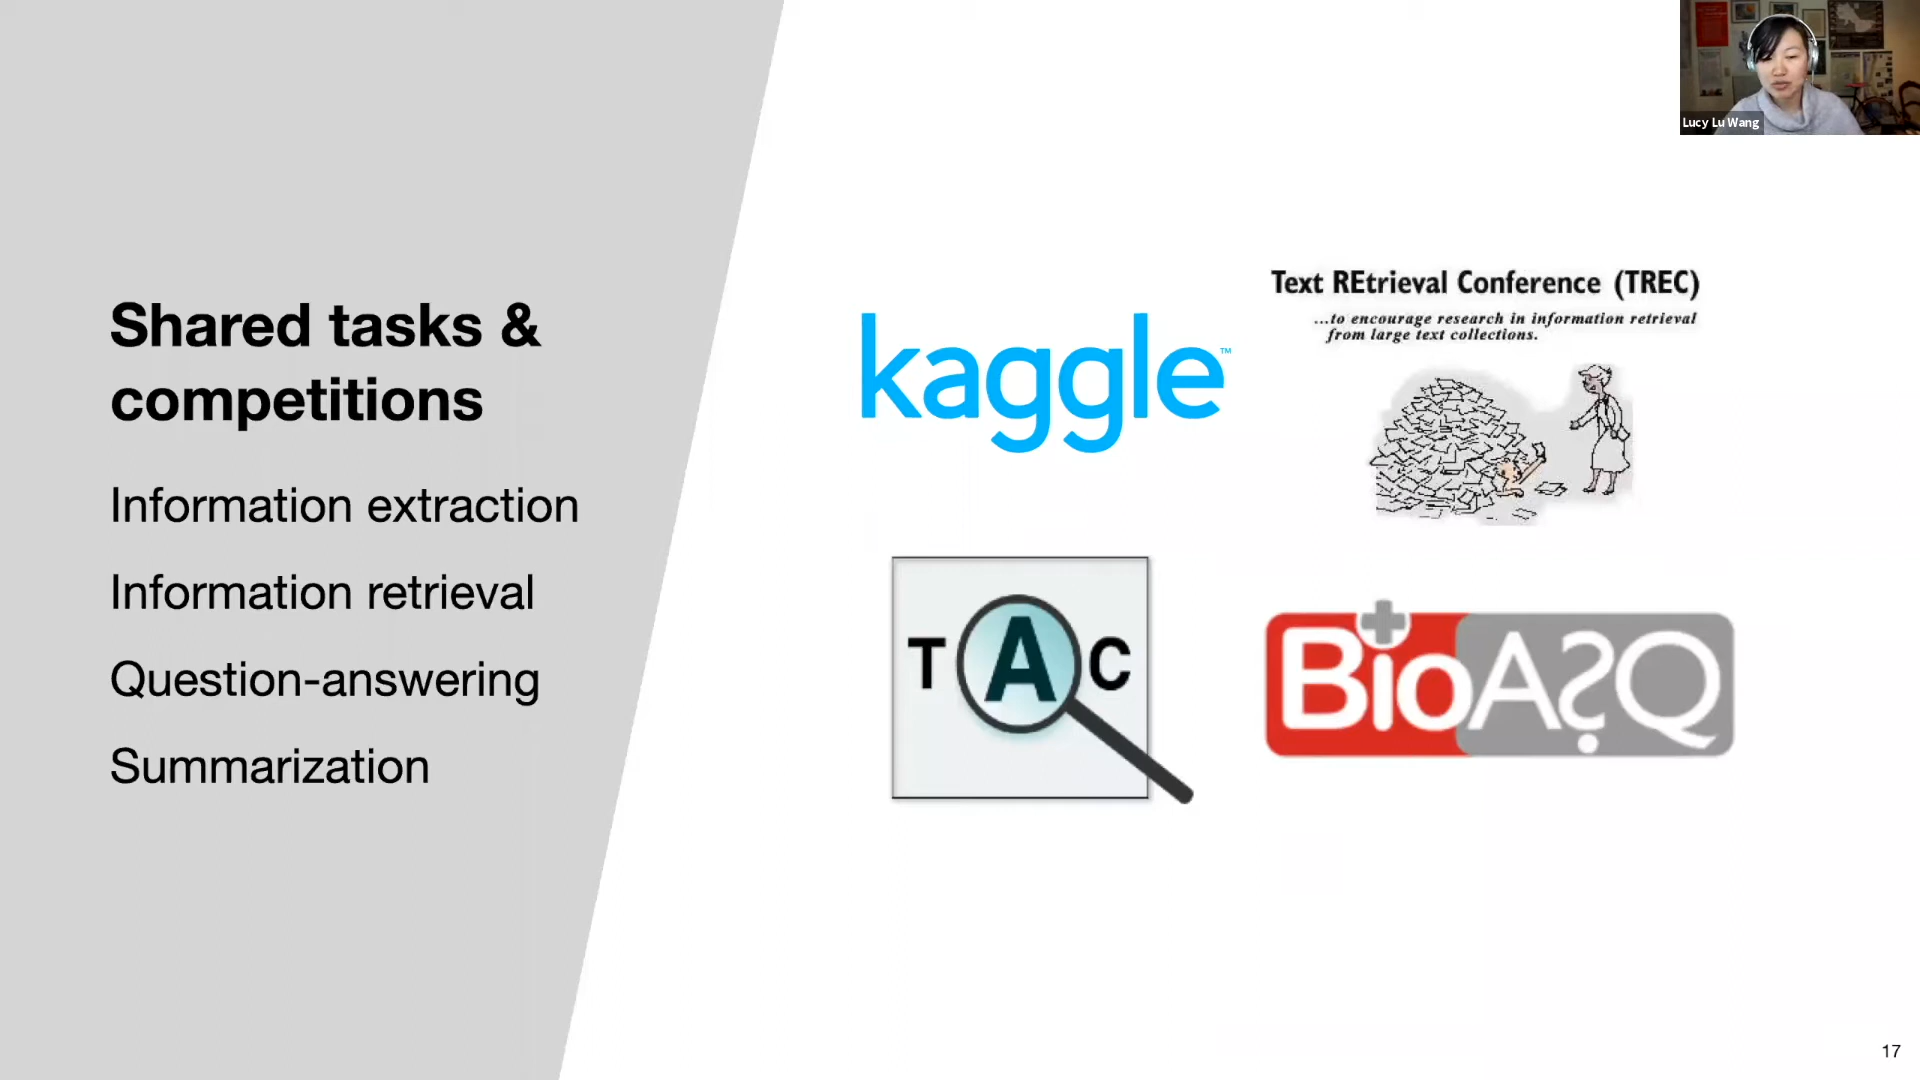 Lucy Lu Wang
Shared tasks &
competitions
Information extraction
Information retrieval
Question-answering
Summarization
kaggle™
Text REtrieval Conference (TREC)
...to encourage research in information retrieval
from large text collections.
TAC
BioASQ
17